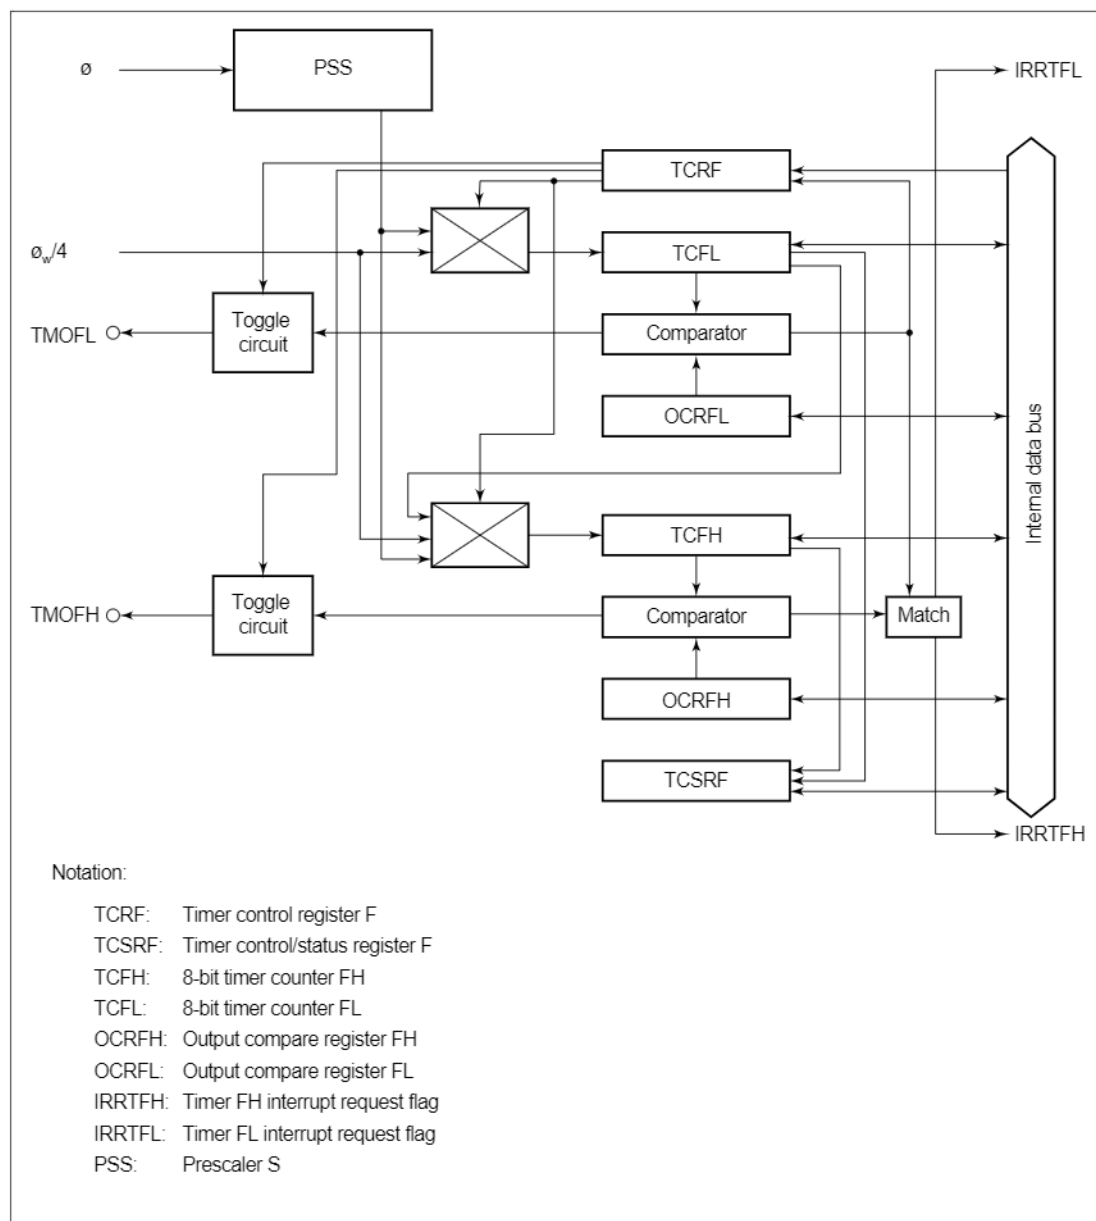 ø
PSS
IRRTFL
TCRF
øw/4
TCFL
TMOFL
Toggle
circuit
Comparator
OCRFL
Internal data bus
TCFH
TMOFH
Toggle
circuit
Comparator
Match
OCRFH
TCSRF
IRRTFH
Notation:
TCRF: Timer control register F
TCSRF: Timer control/status register F
TCFH: 8-bit timer counter FH
TCFL: 8-bit timer counter FL
OCRFH: Output compare register FH
OCRFL: Output compare register FL
IRRTFH: Timer FH interrupt request flag
IRRTFL: Timer FL interrupt request flag
PSS: Prescaler S